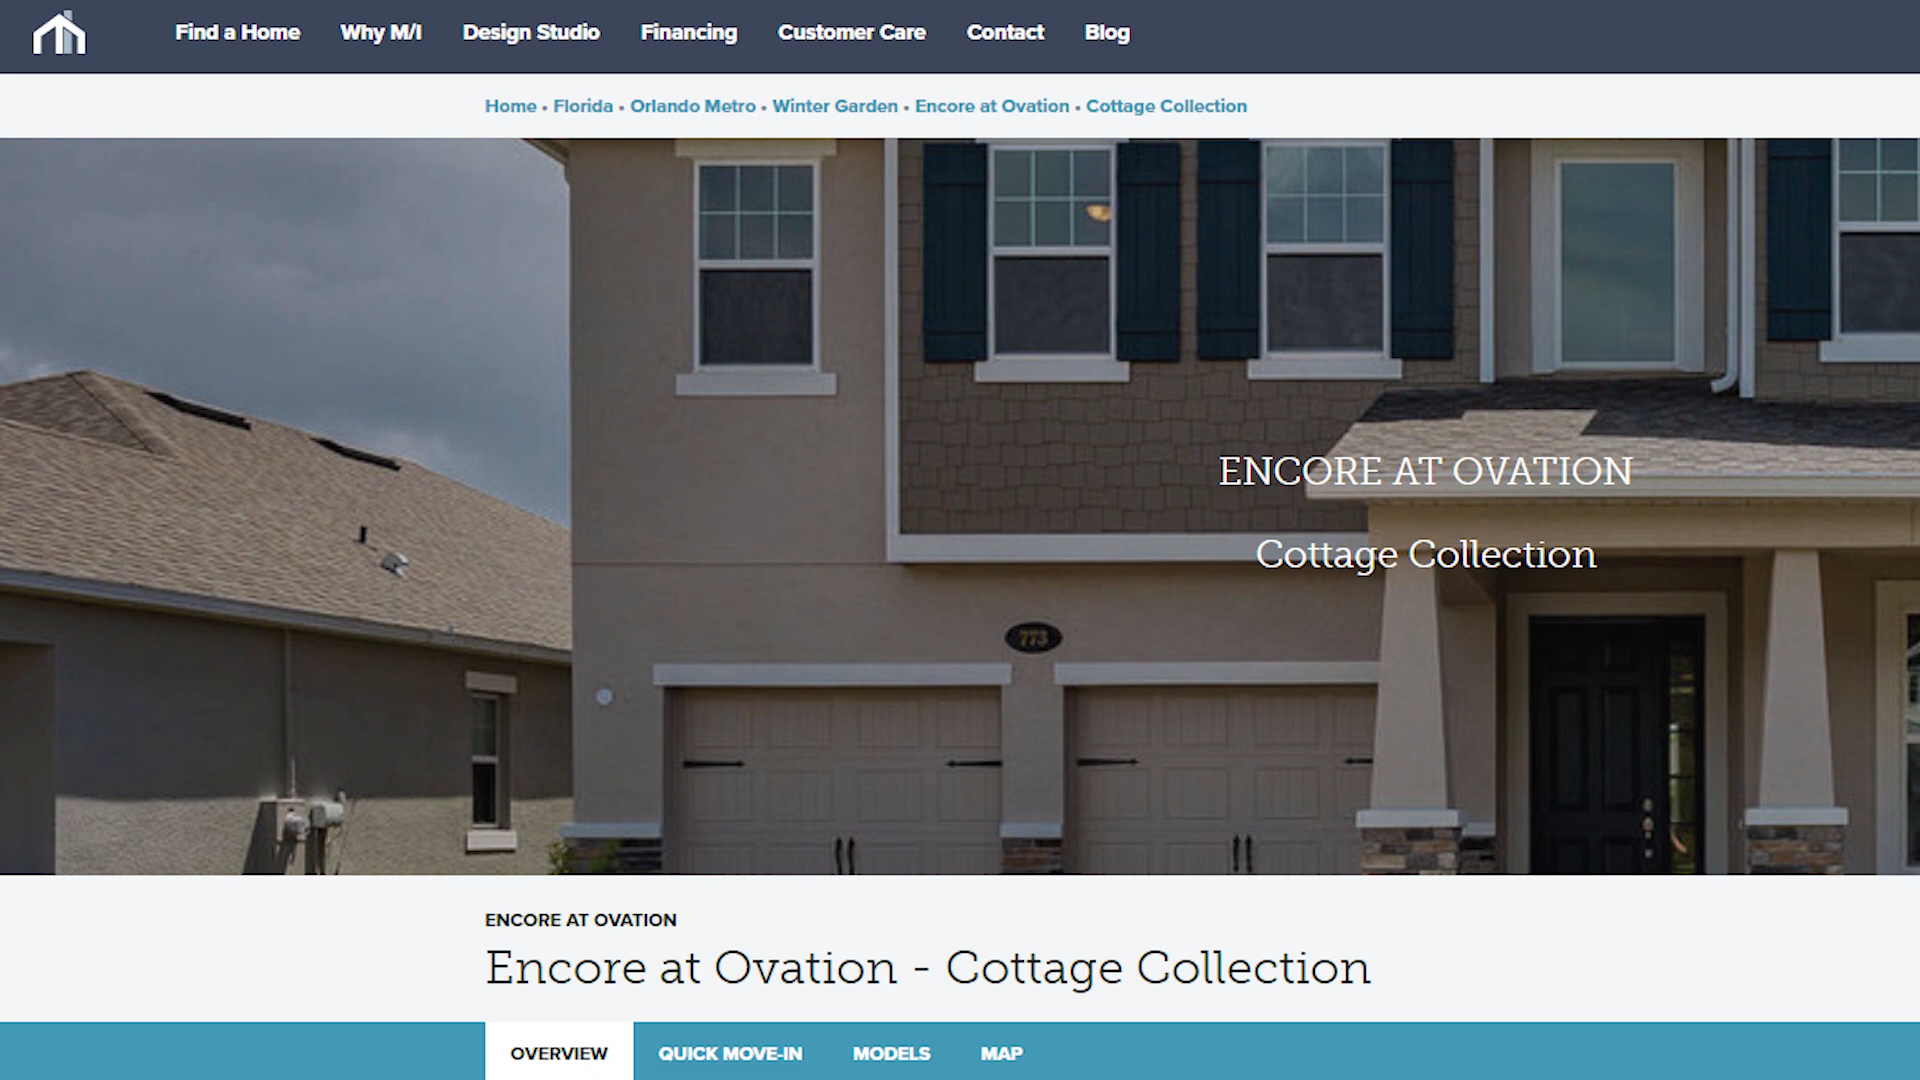 Find a Home Why M/I Design Studio Financing Customer Care Contact Blog
Home • Florida • Orlando Metro • Winter Garden • Encore at Ovation • Cottage Collection
ENCORE AT OVATION
Cottage Collection
773
ENCORE AT OVATION
Encore at Ovation - Cottage Collection
OVERVIEW QUICK MOVE-IN MODELS MAP